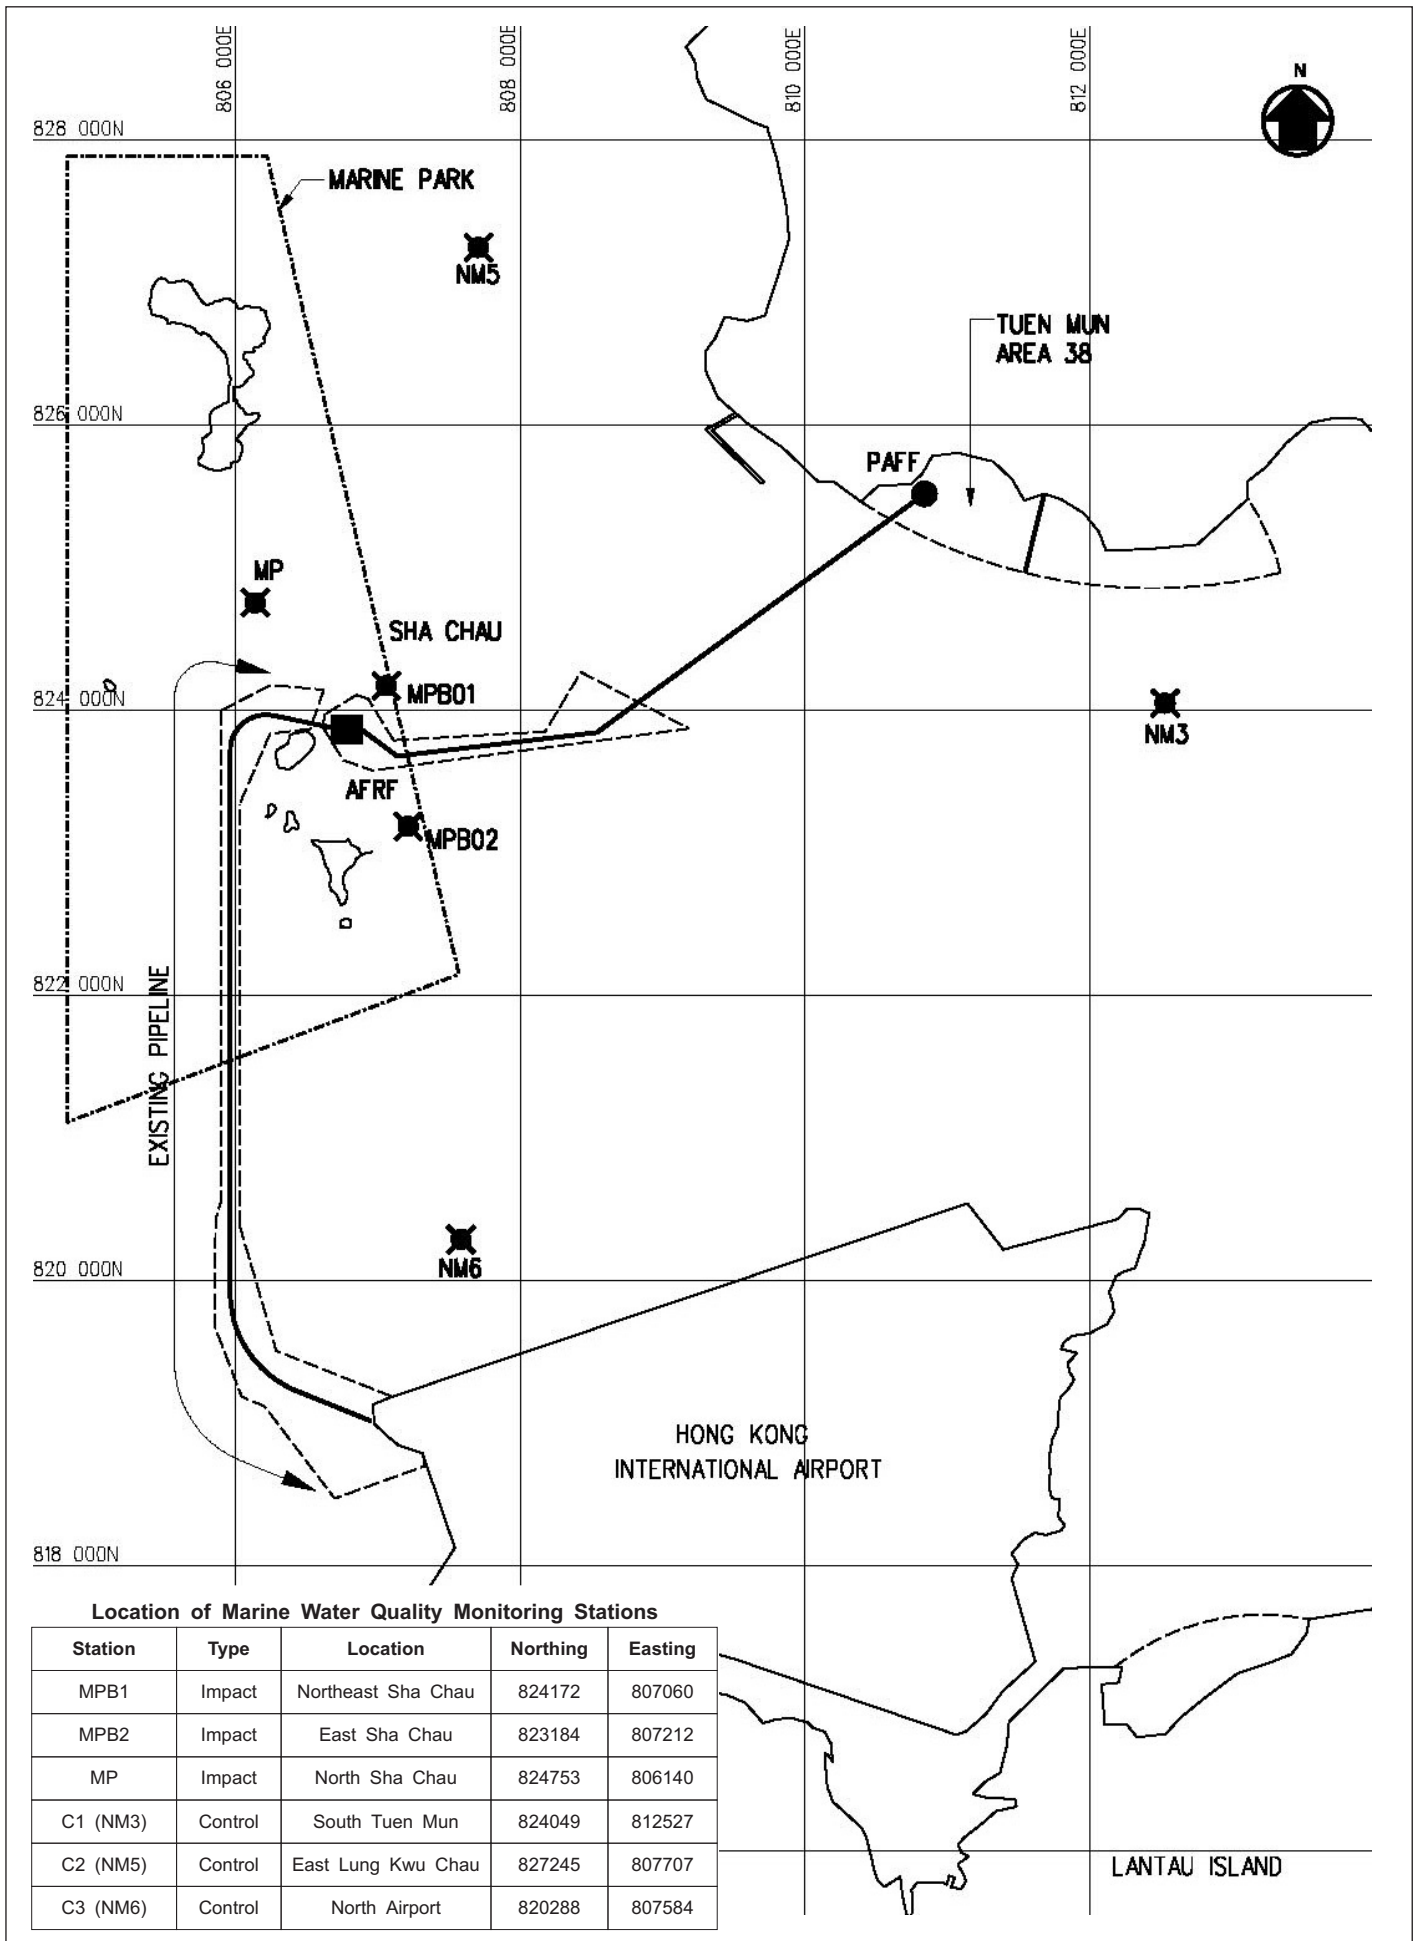 806 000E
808 000E
810 000E
812 000E
N
828 000N
MARINE PARK
NM5
TUEN MUN
AREA 38
826 000N
PAFF
MP
SHA CHAU
824 000N
MPB01
NM3
AFRF
MPB02
822 000N
EXISTING PIPELINE
820 000N
NM6
HONG KONG
INTERNATIONAL AIRPORT
818 000N
Location of Marine Water Quality Monitoring Stations
Station Type Location Northing Easting
MPB1 Impact Northeast Sha Chau 824172 807060
MPB2 Impact East Sha Chau 823184 807212
MP Impact North Sha Chau 824753 806140
C1 (NM3) Control South Tuen Mun 824049 812527
C2 (NM5) Control East Lung Kwu Chau 827245 807707
C3 (NM6) Control North Airport 820288 807584
LANTAU ISLAND